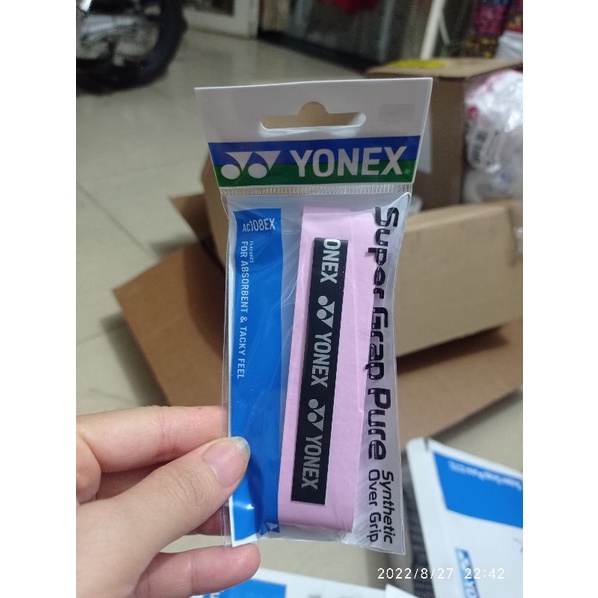 YONEX
AC108EX
FOR ABSORBENT & TACKY FEEL
ONEX YONEX YONEX
Super Grap Pure
Synthetic
Over Grip
2022/8/27 22:42